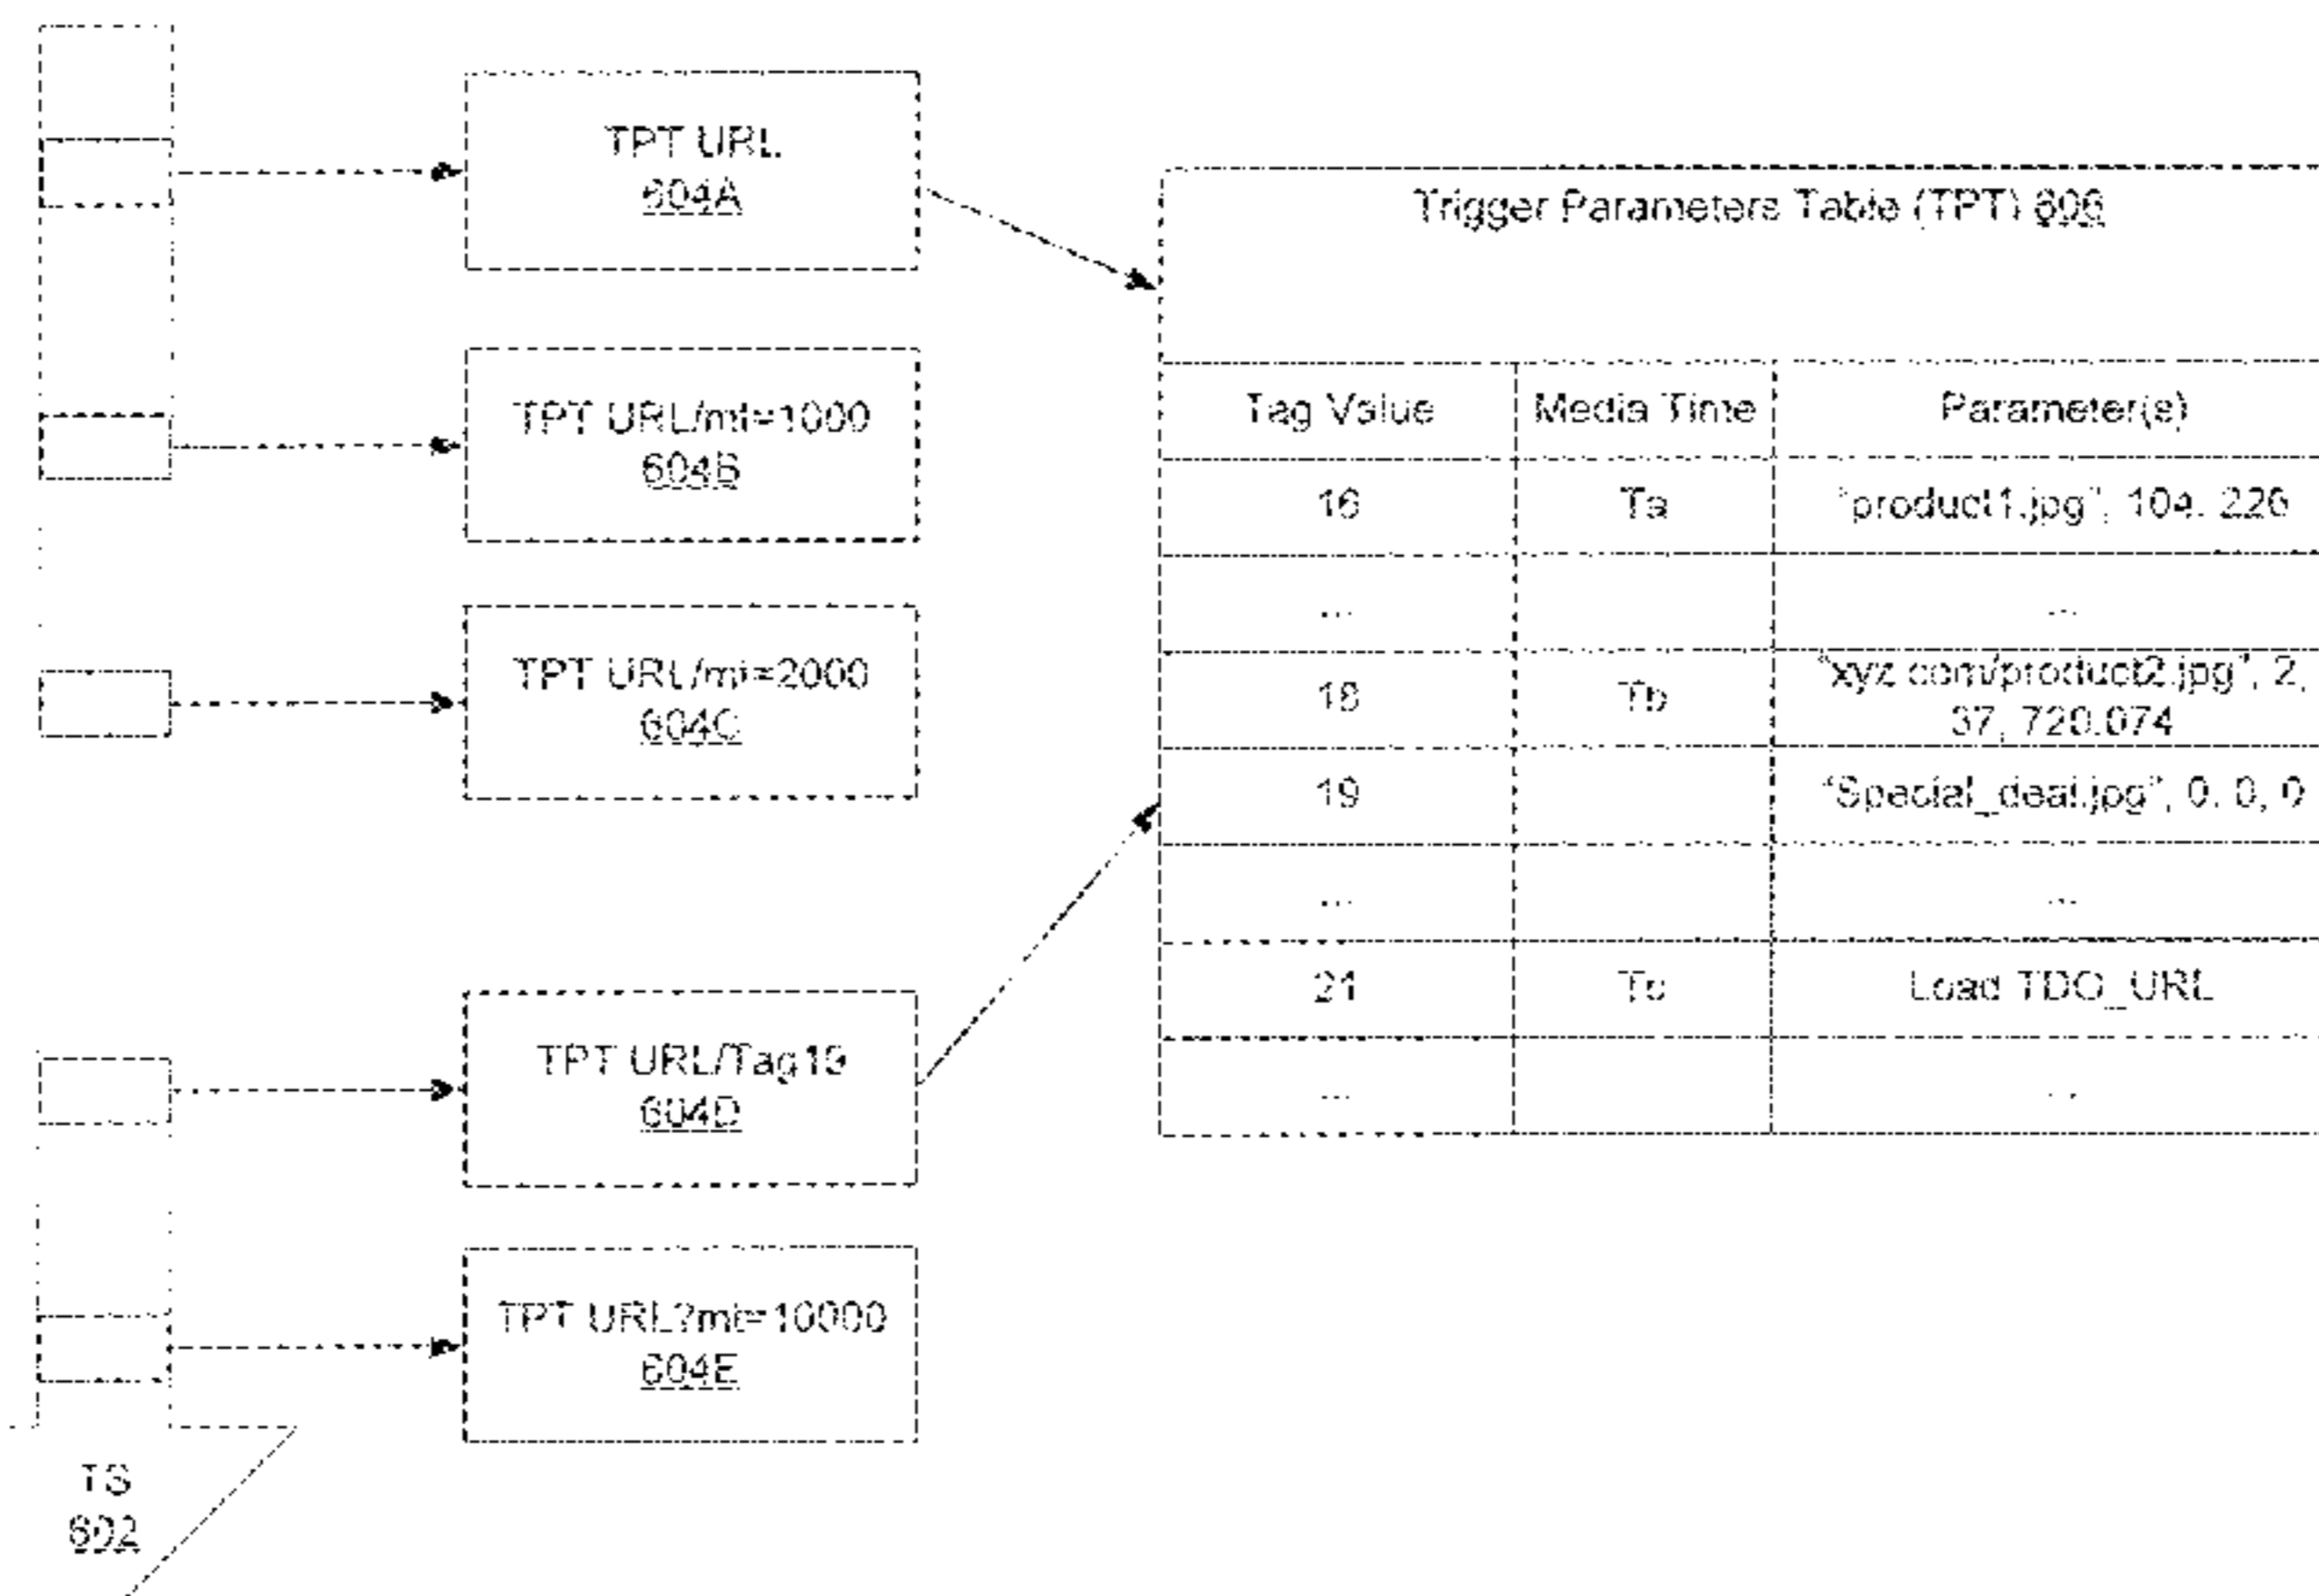 TPT URL
604A
TPT URL/mt=1000
604B
TPT URL/mt=2000
604C
TPT URL/Tag19
604D
TPT URL?mt=10000
604E
TS
602
Trigger Parameters Table (TPT) 606
Tag Value Media Time Parameter(s)
16 Ta "product1.jpg", 104, 226
... ...
18 Tb "xyz.com/product2.jpg", 2,
37, 720.074
19 "Special_deal.jpg", 0, 0, 0
... ...
21 Tc Load TDO_URL
... ...